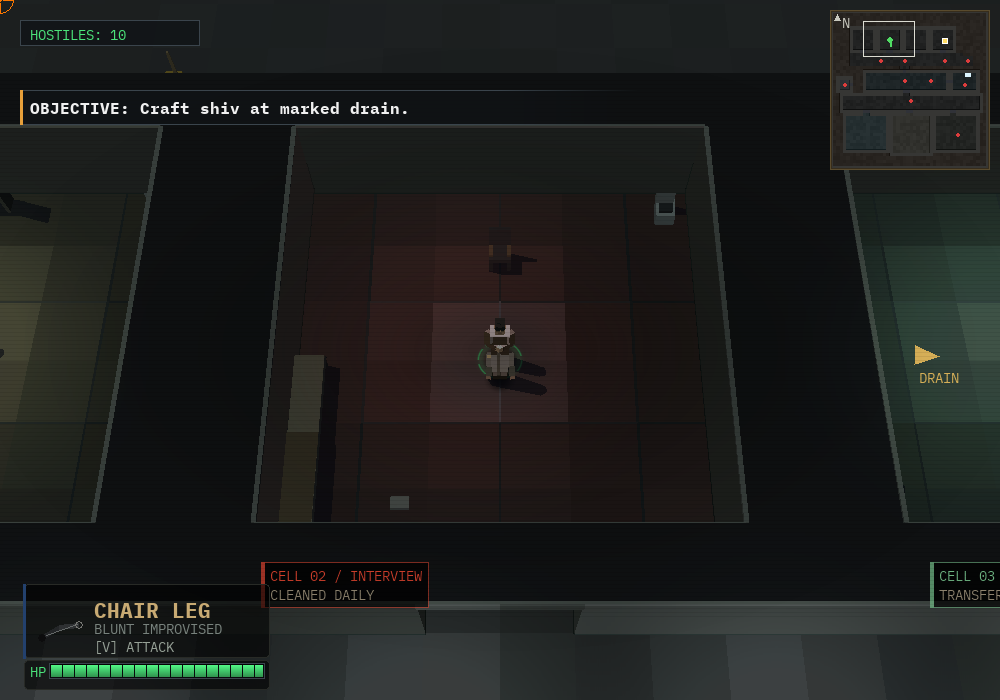 HOSTILES: 10
N
OBJECTIVE: Craft shiv at marked drain.
DRAIN
CELL 02 / INTERVIEW
CLEANED DAILY
CELL 03
TRANSFER
CHAIR LEG
BLUNT IMPROVISED
[V] ATTACK
HP